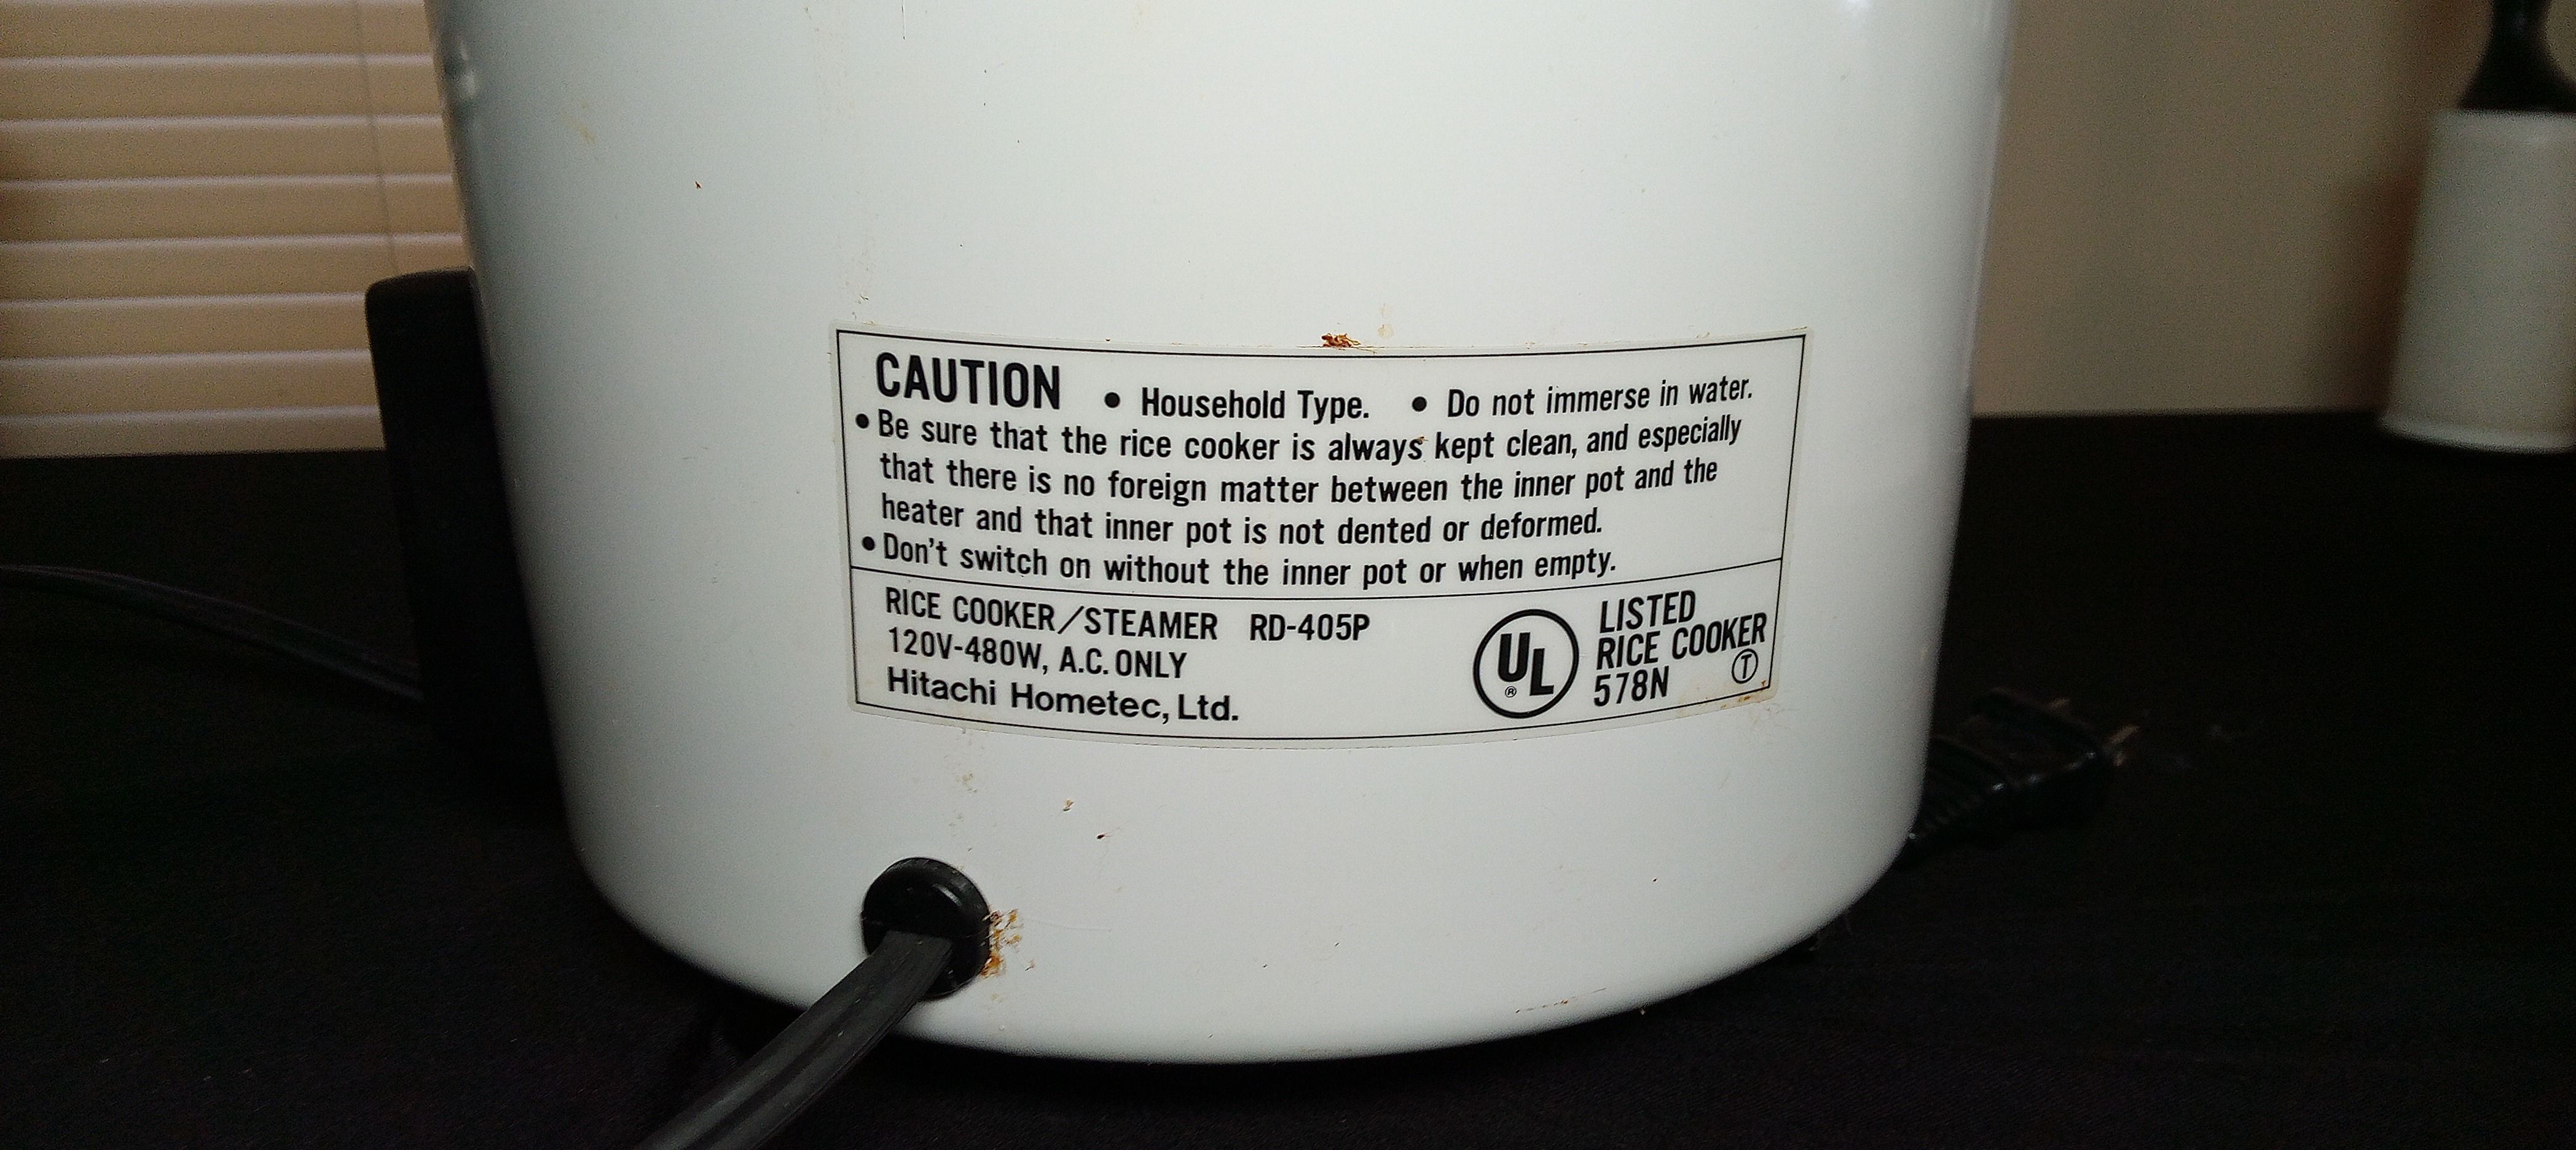 CAUTION • Household Type. • Do not immerse in water.
• Be sure that the rice cooker is always kept clean, and especially
that there is no foreign matter between the inner pot and the
heater and that inner pot is not dented or deformed.
• Don't switch on without the inner pot or when empty.
RICE COOKER/STEAMER RD-405P
120V-480W, A.C. ONLY
Hitachi Hometec, Ltd.
UL®
LISTED
RICE COOKER
578N Ⓣ